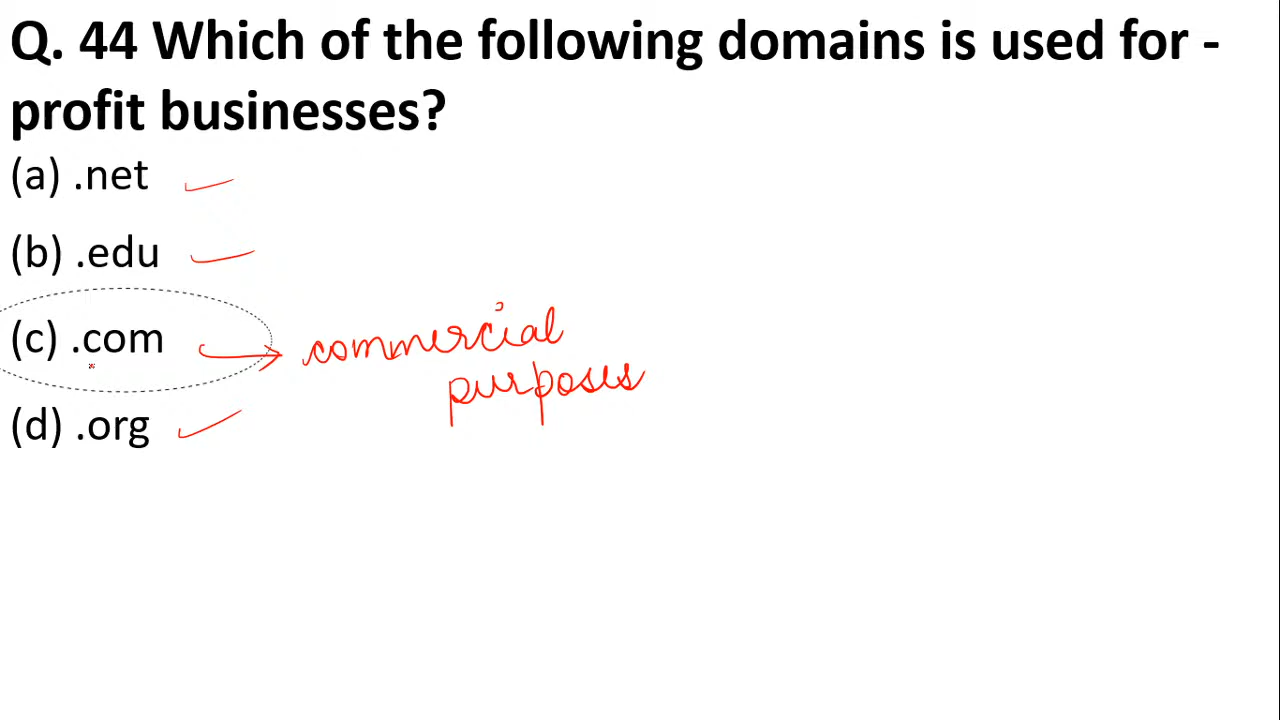 Q. 44 Which of the following domains is used for -
profit businesses?
(a) .net
(b) .edu
(c) .com
commercial
purposes
(d) .org